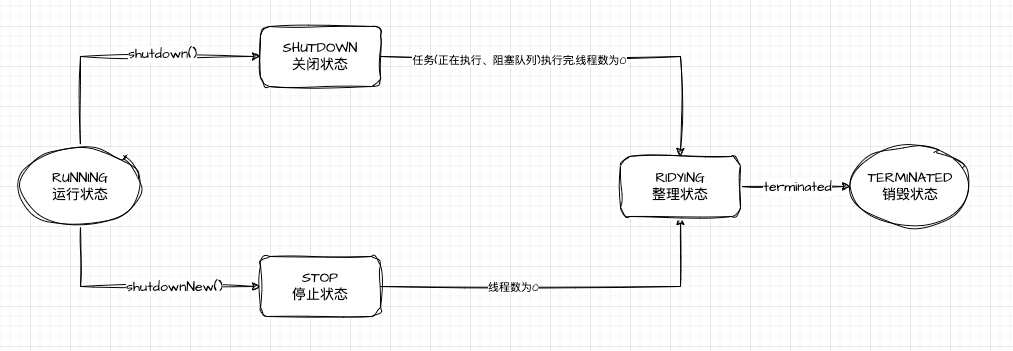 shutdown()
SHUTDOWN
关闭状态
任务(正在执行、阻塞队列)执行完,线程数为0
RUNNING
运行状态
RIDYING
整理状态
terminated
TERMINATED
销毁状态
shutdownNew()
STOP
停止状态
线程数为0